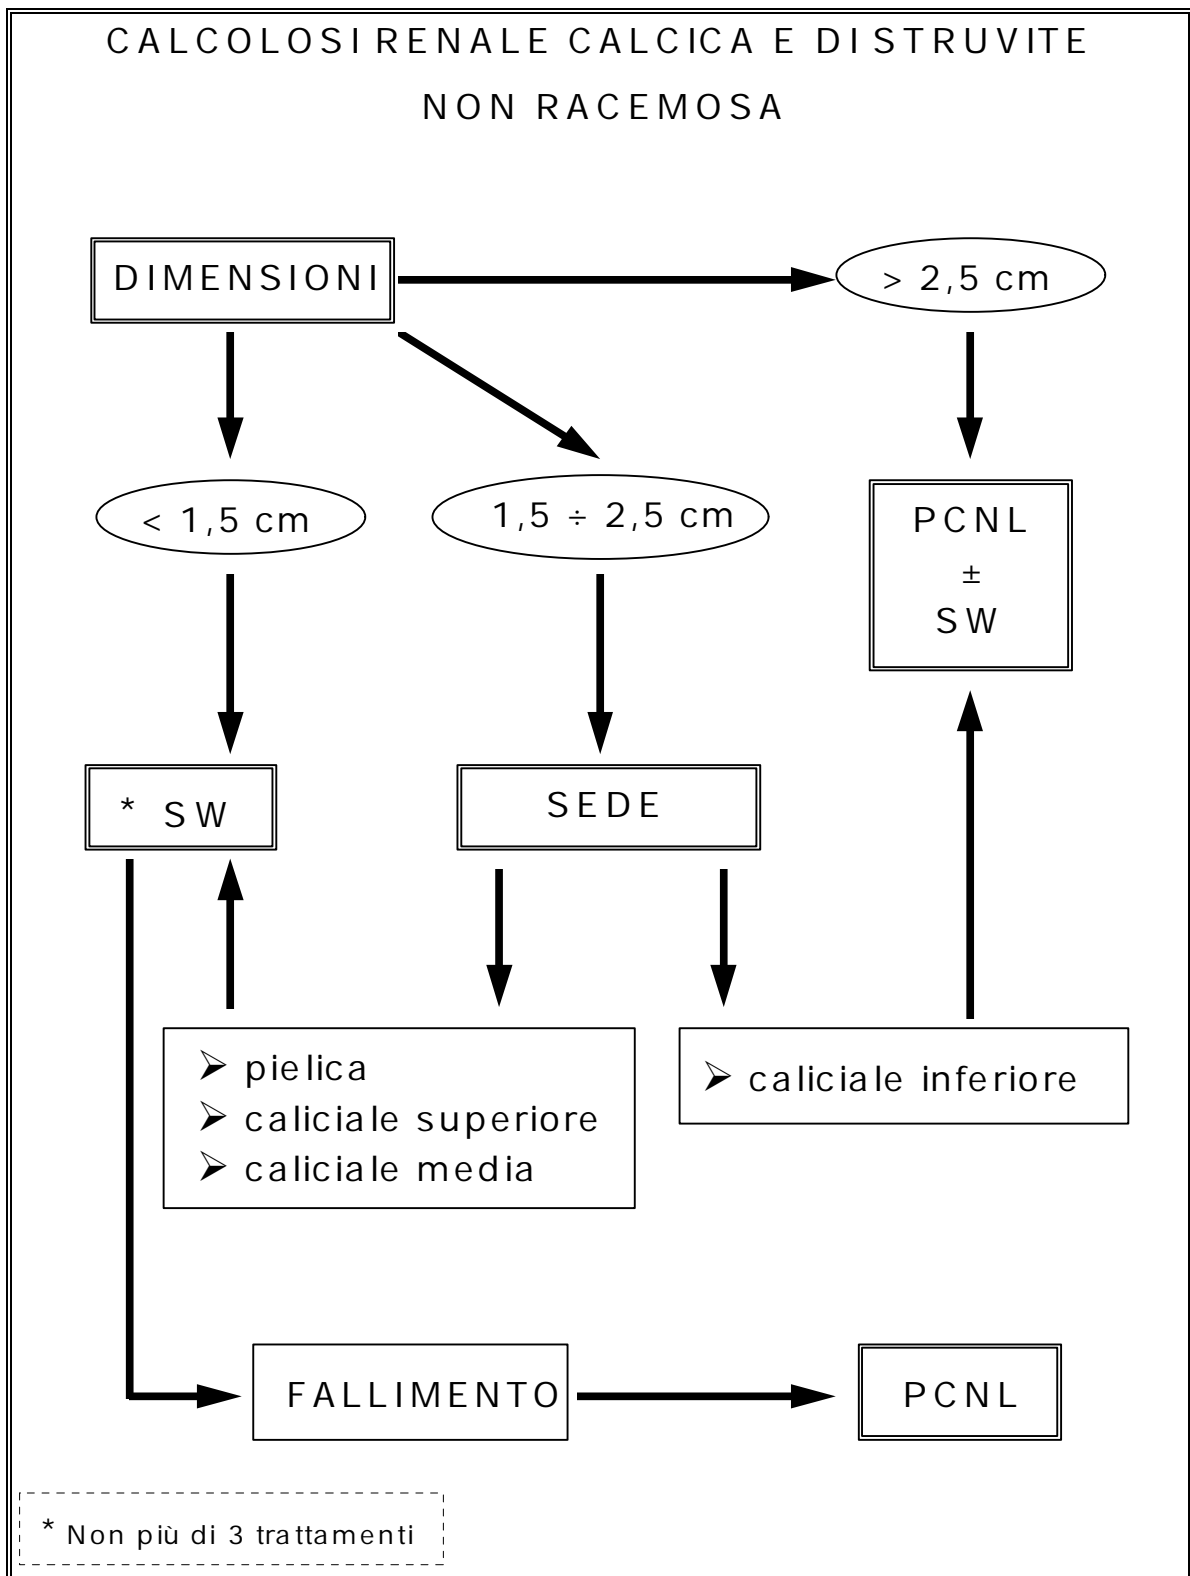 CALCOLOSI RENALE CALCICA E DI STRUVITE
NON RACEMOSA
DIMENSIONI
> 2,5 cm
< 1,5 cm
1,5 ÷ 2,5 cm
PCNL
±
SW
* SW
SEDE
➢ pielica
➢ caliciale superiore
➢ caliciale media
➢ caliciale inferiore
FALLIMENTO
PCNL
* Non più di 3 trattamenti